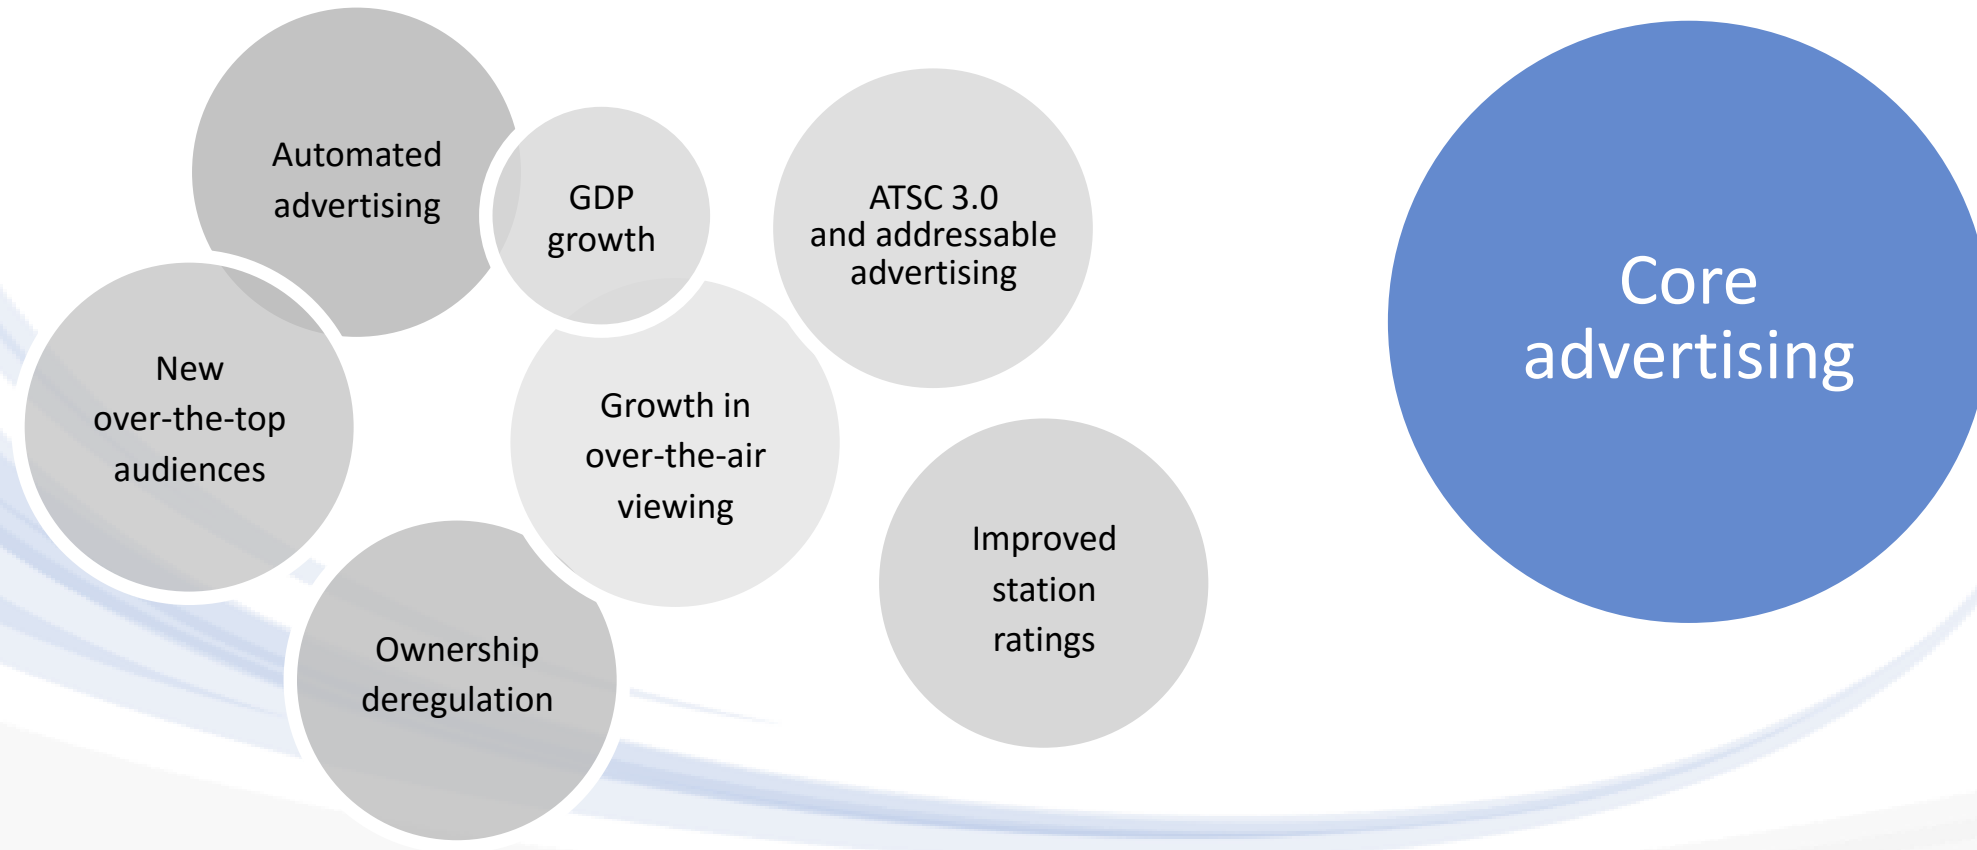 Automated
advertising
GDP
growth
ATSC 3.0
and addressable
advertising
Core
advertising
New
over-the-top
audiences
Growth in
over-the-air
viewing
Improved
station
ratings
Ownership
deregulation